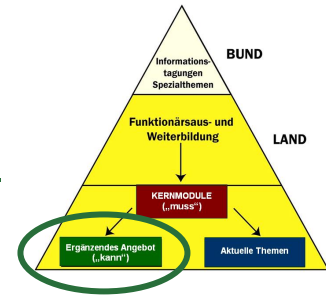 BUND
Informations-
tagungen
Spezialthemen
Funktionärsaus- und
Weiterbildung
LAND
KERNMODULE
(„muss“)
Ergänzendes Angebot
(„kann“)
Aktuelle Themen